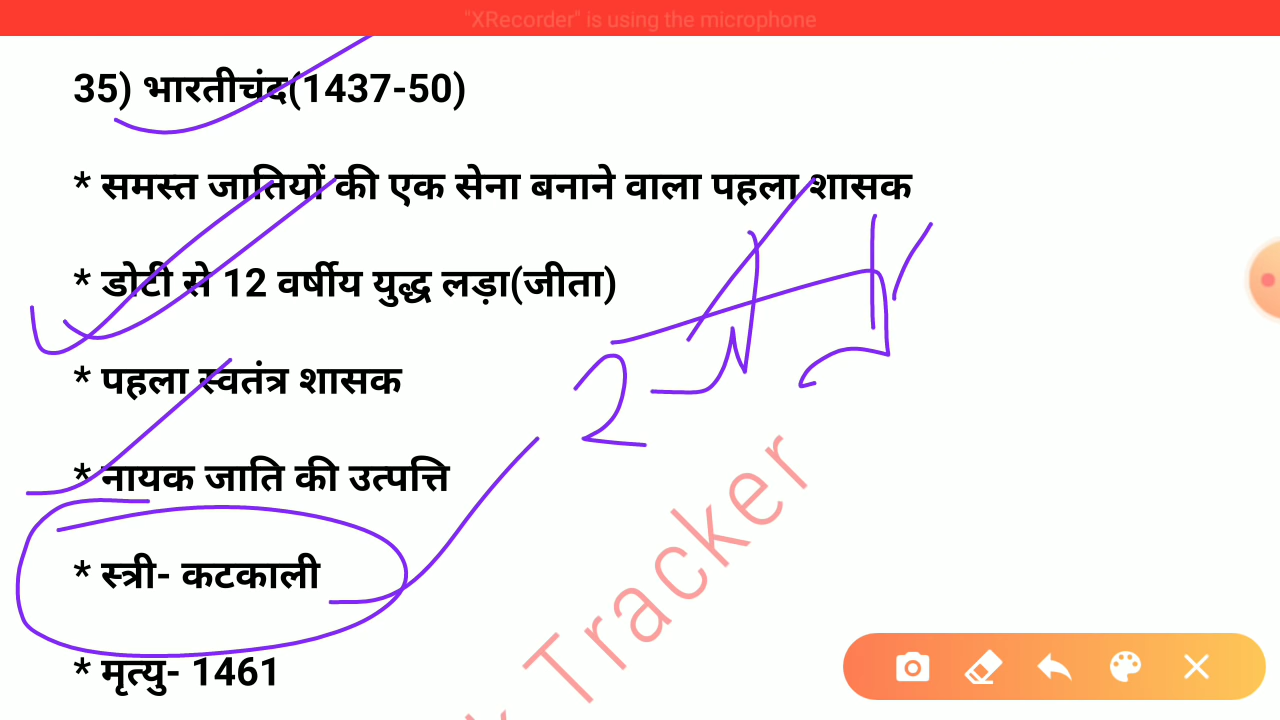 "XRecorder" is using the microphone
35) भारतीचंद(1437-50)
* समस्त जातियों की एक सेना बनाने वाला पहला शासक
* डोटी से 12 वर्षीय युद्ध लड़ा(जीता)
* पहला स्वतंत्र शासक
* नायक जाति की उत्पत्ति
* स्त्री- कटकाली
* मृत्यु- 1461
2
Tracker